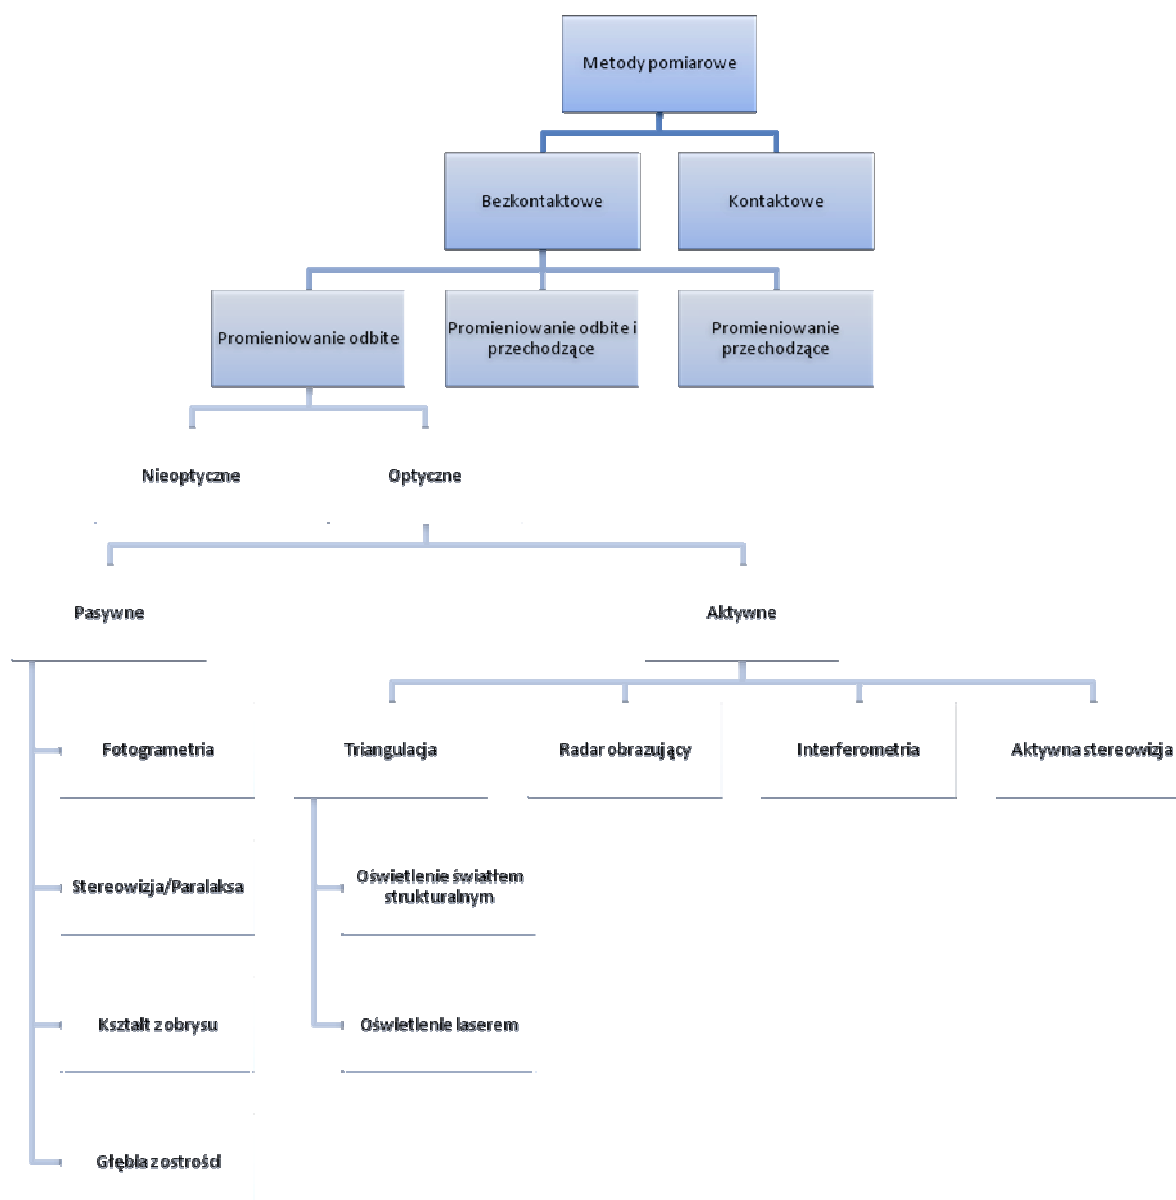 Metody pomiarowe
Bezkontaktowe
Kontaktowe
Promieniowanie odbite
Promieniowanie odbite i
przechodzące
Promieniowanie
przechodzące
Nieoptyczne
Optyczne
Pasywne
Aktywne
Fotogrametria
Triangulacja
Radar obrazujący
Interferometria
Aktywna stereowizja
Stereowizja/Paralaksa
Oświetlenie światłem
strukturalnym
Kształt z obrysu
Oświetlenie laserem
Głębia z ostrości